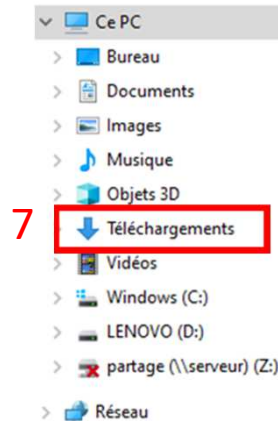 Ce PC
Bureau
Documents
Images
Musique
Objets 3D
7 Téléchargements
Vidéos
Windows (C:)
LENOVO (D:)
partage (\\serveur) (Z:)
Réseau